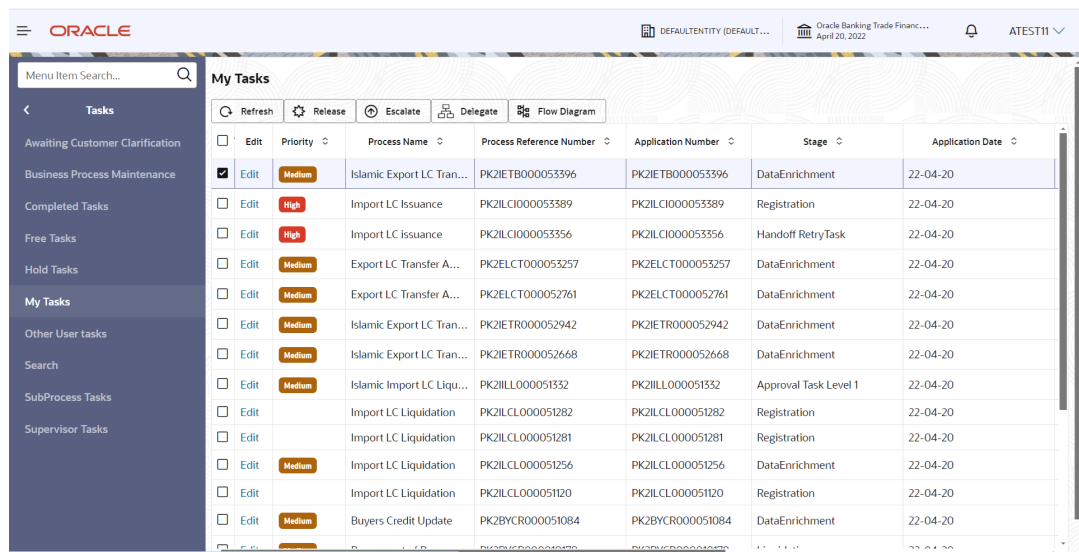 ORACLE
DEFAULTENTITY (DEFAULT...
Oracle Banking Trade Financ...
April 20, 2022
ATEST11
Menu Item Search...
Tasks
Awaiting Customer Clarification
Business Process Maintenance
Completed Tasks
Free Tasks
Hold Tasks
My Tasks
Other User tasks
Search
SubProcess Tasks
Supervisor Tasks
My Tasks
Refresh Release Escalate Delegate Flow Diagram
Edit Priority Process Name Process Reference Number Application Number Stage Application Date
Edit Medium Islamic Export LC Tran... PK2IETB000053396 PK2IETB000053396 DataEnrichment 22-04-20
Edit High Import LC Issuance PK2ILCI000053389 PK2ILCI000053389 Registration 22-04-20
Edit High Import LC issuance PK2ILCI000053356 PK2ILCI000053356 Handoff RetryTask 22-04-20
Edit Medium Export LC Transfer A... PK2ELCT000053257 PK2ELCT000053257 DataEnrichment 22-04-20
Edit Medium Export LC Transfer A... PK2ELCT000052761 PK2ELCT000052761 DataEnrichment 22-04-20
Edit Medium Islamic Export LC Tran... PK2IETR000052942 PK2IETR000052942 DataEnrichment 22-04-20
Edit Medium Islamic Export LC Tran... PK2IETR000052668 PK2IETR000052668 DataEnrichment 22-04-20
Edit Medium Islamic Import LC Liqu... PK2IILL000051332 PK2IILL000051332 Approval Task Level 1 22-04-20
Edit Import LC Liquidation PK2ILCL000051282 PK2ILCL000051282 Registration 22-04-20
Edit Import LC Liquidation PK2ILCL000051281 PK2ILCL000051281 Registration 22-04-20
Edit Medium Import LC Liquidation PK2ILCL000051256 PK2ILCL000051256 DataEnrichment 22-04-20
Edit Import LC Liquidation PK2ILCL000051120 PK2ILCL000051120 Registration 22-04-20
Edit Medium Buyers Credit Update PK2BYCR000051084 PK2BYCR000051084 DataEnrichment 22-04-20